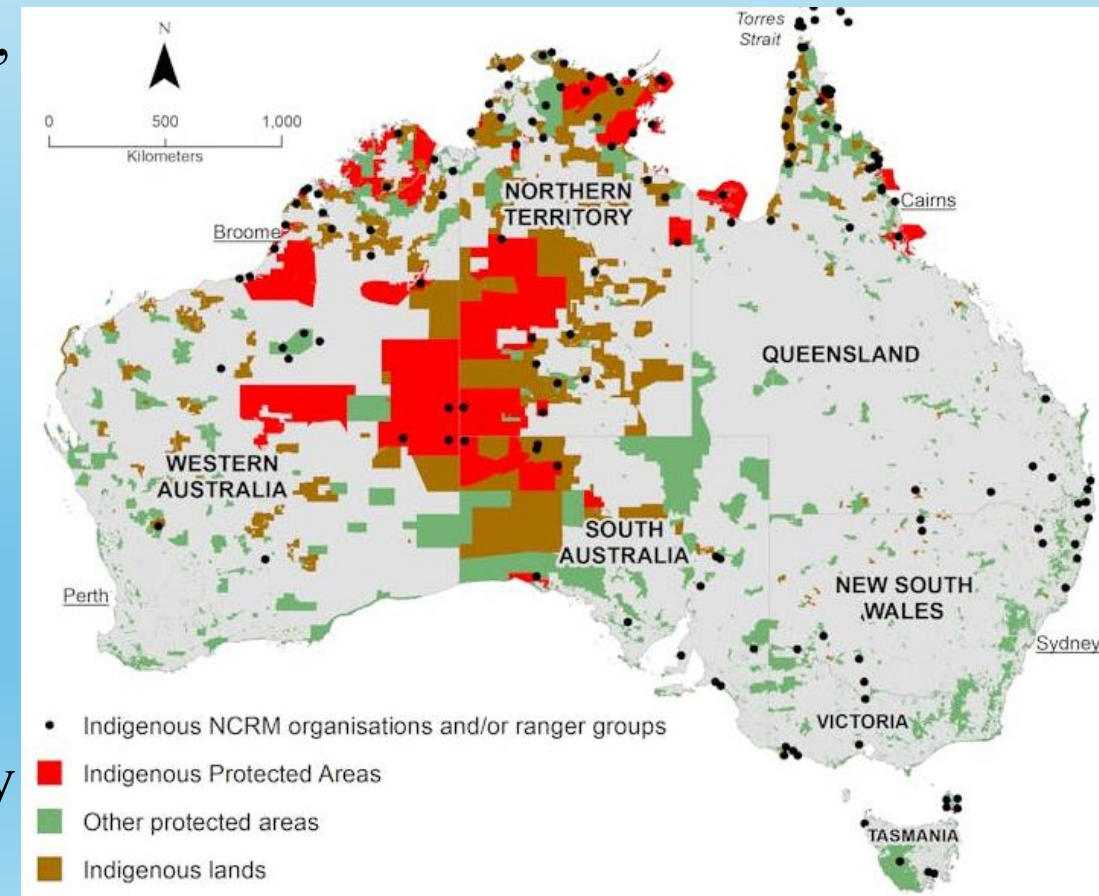 ,
N
Torres
Strait
0 500 1,000
Kilometers
NORTHERN
TERRITORY
Cairns
Broome
QUEENSLAND
WESTERN
AUSTRALIA
SOUTH
AUSTRALIA
NEW SOUTH
WALES
Perth
Sydney
VICTORIA
• Indigenous NCRM organisations and/or ranger groups
Indigenous Protected Areas
y
Other protected areas
TASMANIA
Indigenous lands